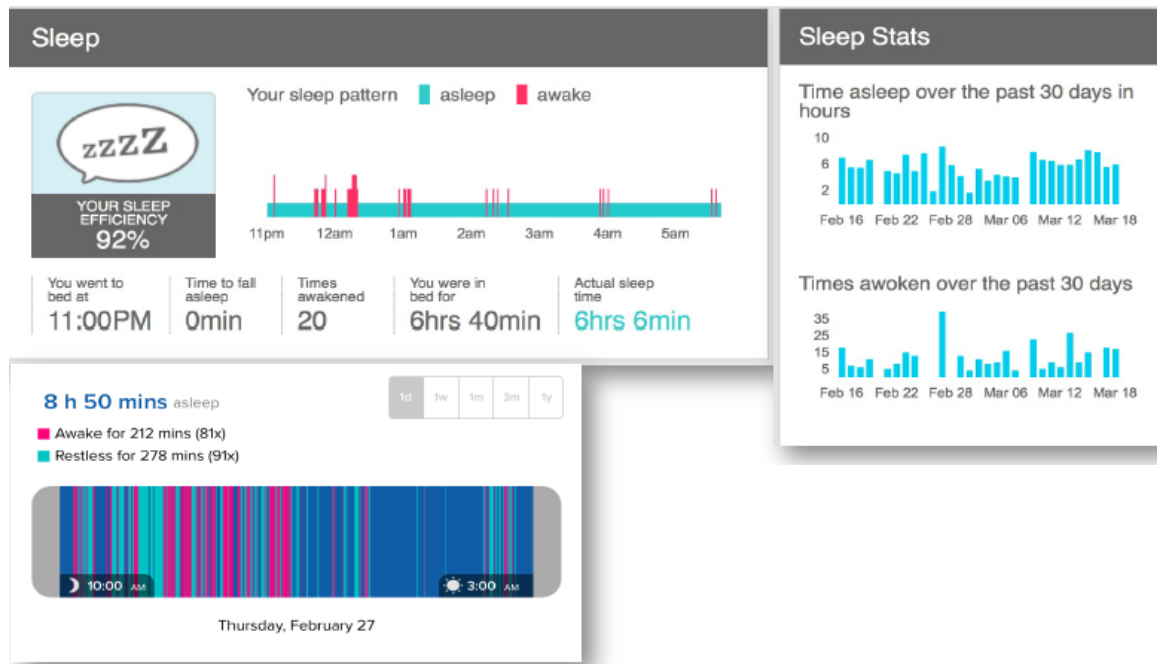 Sleep
zzzZ
YOUR SLEEP
EFFICIENCY
92%
Your sleep pattern asleep awake
11pm 12am 1am 2am 3am 4am 5am
You went to
bed at
11:00PM
Time to fall
asleep
0min
Times
awakened
20
You were in
bed for
6hrs 40min
Actual sleep
time
6hrs 6min
Sleep Stats
Time asleep over the past 30 days in
hours
10
6
2
Feb 16 Feb 22 Feb 28 Mar 06 Mar 12 Mar 18
Times awoken over the past 30 days
35
25
15
5
Feb 16 Feb 22 Feb 28 Mar 06 Mar 12 Mar 18
8 h 50 mins asleep
1d 1w 1m 3m 1y
Awake for 212 mins (81x)
Restless for 278 mins (91x)
10:00 AM 3:00 AM
Thursday, February 27